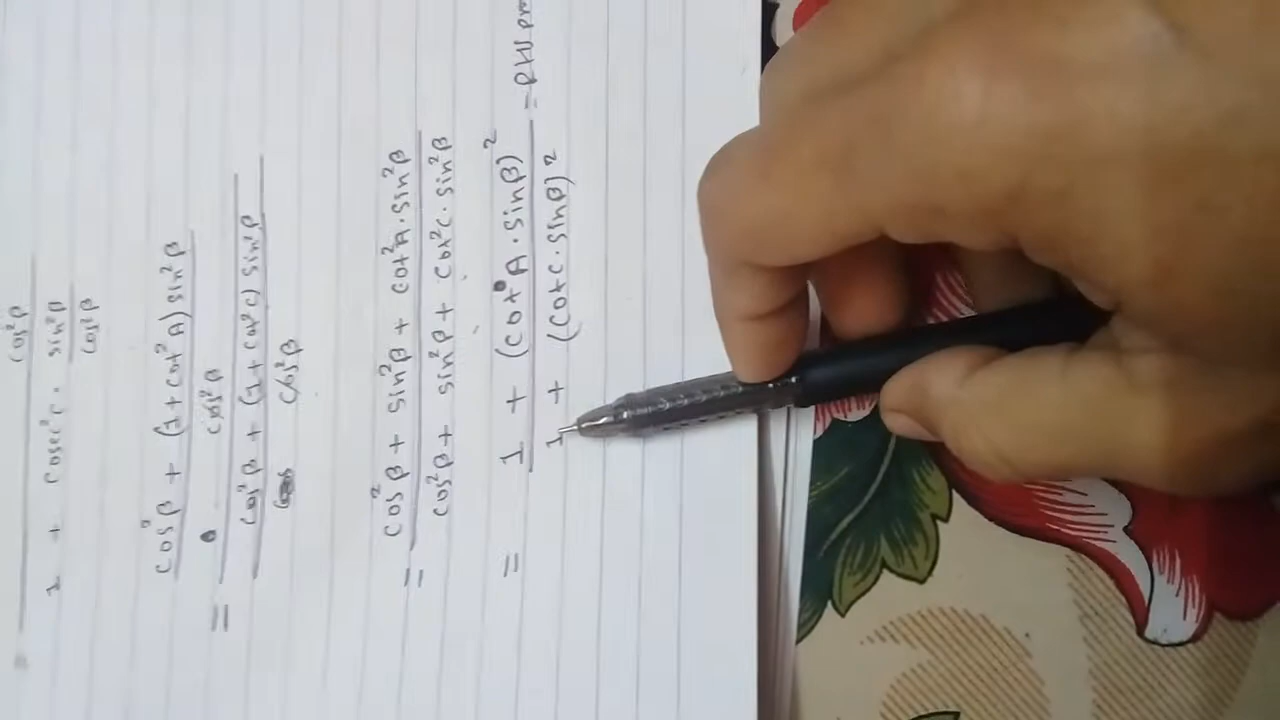 cos²β
1 + cosec²c · sin²β
cos²β
cos²β + (1 + cot²A) sin²β
cos²β
=
cos²β + (1 + cot²c) sin²β
cos²β
cos²β + sin²β + cot²A · sin²β
=
cos²β + sin²β + cot²c · sin²β
= 1 + (cot A · sinβ)² = RHS
1 + (cot c · sinβ)²